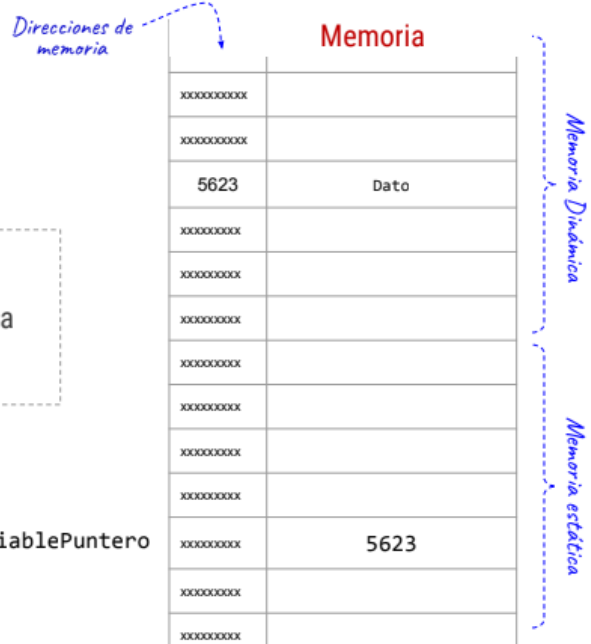 Direcciones de
memoria
Memoria
xxxxxxxxxx
xxxxxxxxxx
5623 Dato
xxxxxxxxx
xxxxxxxxx
a
xxxxxxxxx
xxxxxxxxx
xxxxxxxxx
xxxxxxxxx
xxxxxxxxx
iablePuntero xxxxxxxxx 5623
xxxxxxxxx
xxxxxxxxx
Memoria Dinámica
Memoria estática